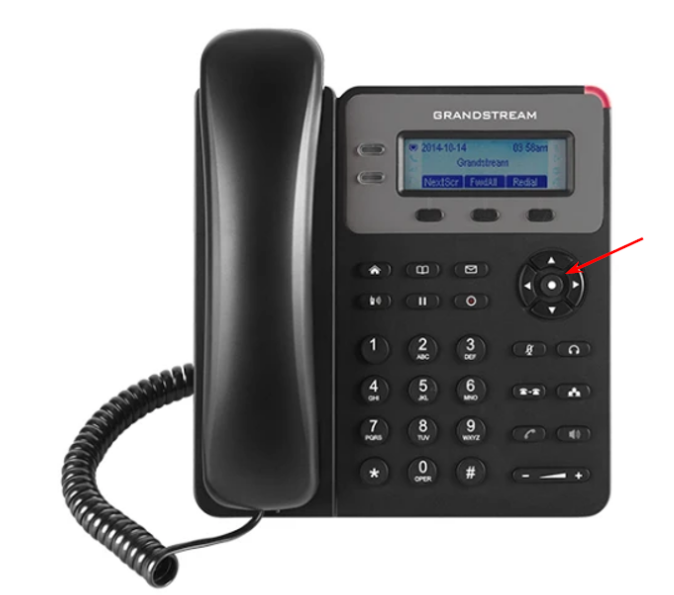 GRANDSTREAM
2014-10-14 03:58am
Grandstream
NextScr FwdAll Redial
1 2 ABC 3 DEF
4 GHI 5 JKL 6 MNO
7 PQRS 8 TUV 9 WXYZ
* 0 OPER #
- +